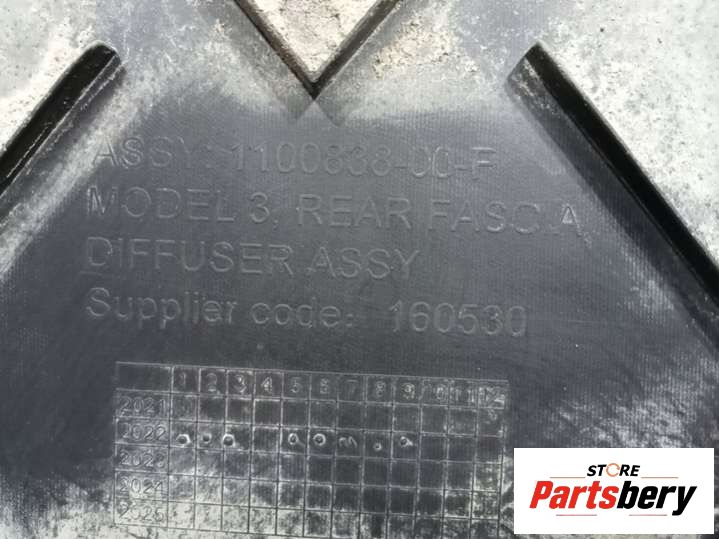 ASSY: 1100838-00-F
MODEL 3, REAR FASCIA
DIFFUSER ASSY
Supplier code: 160530
1 2 3 4 5 6 7 8 9 10 11 12
2021
2022
2023
2024
2025
STORE
Partsbery